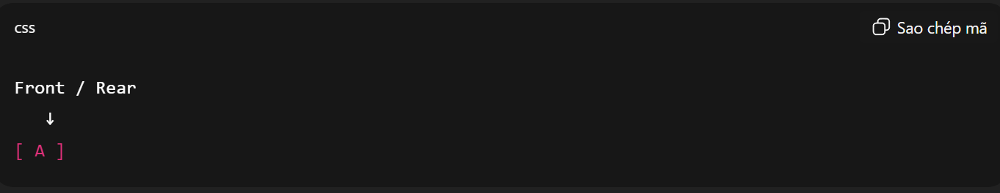 css
Sao chép mã
Front / Rear
↓
[ A ]